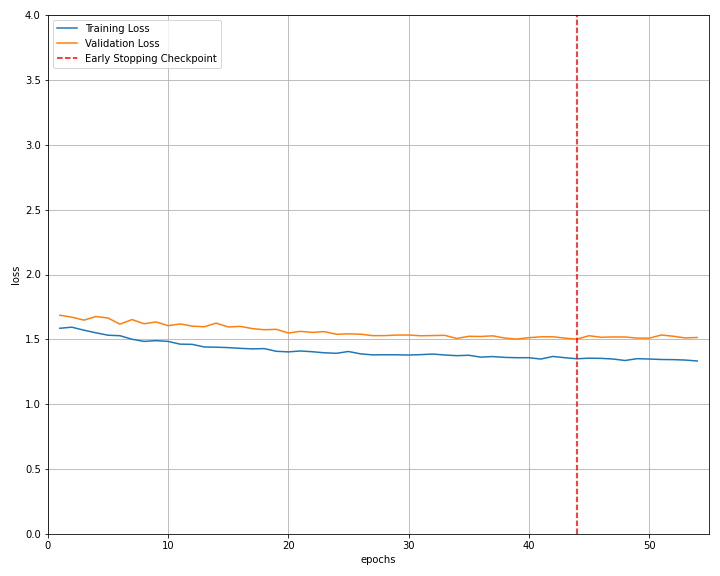 Training Loss
Validation Loss
Early Stopping Checkpoint
4.0
3.5
3.0
2.5
2.0
1.5
1.0
0.5
0.0
loss
0 10 20 30 40 50
epochs